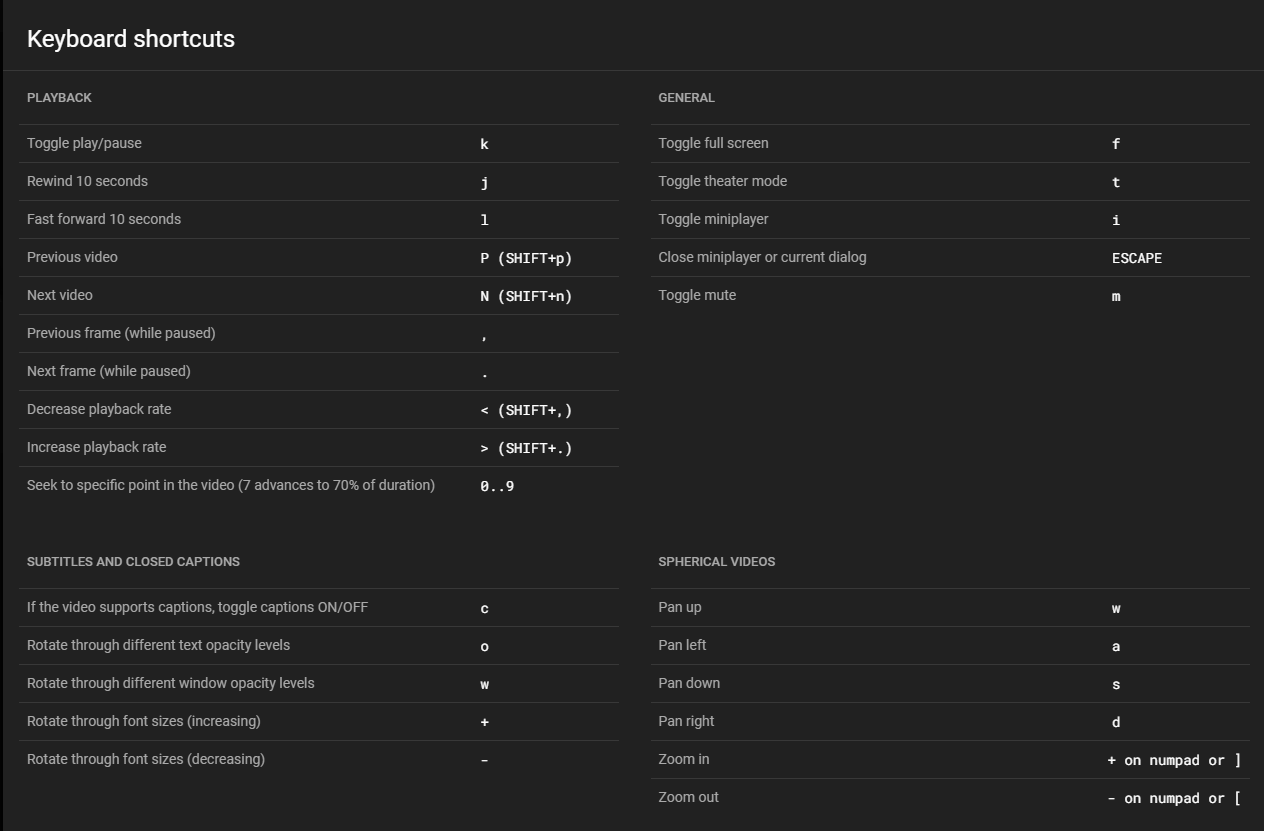 Keyboard shortcuts
PLAYBACK
Toggle play/pause k
Rewind 10 seconds j
Fast forward 10 seconds l
Previous video P (SHIFT+p)
Next video N (SHIFT+n)
Previous frame (while paused) ,
Next frame (while paused) .
Decrease playback rate < (SHIFT+,)
Increase playback rate > (SHIFT+.)
Seek to specific point in the video (7 advances to 70% of duration) 0..9
GENERAL
Toggle full screen f
Toggle theater mode t
Toggle miniplayer i
Close miniplayer or current dialog ESCAPE
Toggle mute m
SUBTITLES AND CLOSED CAPTIONS
If the video supports captions, toggle captions ON/OFF c
Rotate through different text opacity levels o
Rotate through different window opacity levels w
Rotate through font sizes (increasing) +
Rotate through font sizes (decreasing) -
SPHERICAL VIDEOS
Pan up w
Pan left a
Pan down s
Pan right d
Zoom in + on numpad or ]
Zoom out - on numpad or [